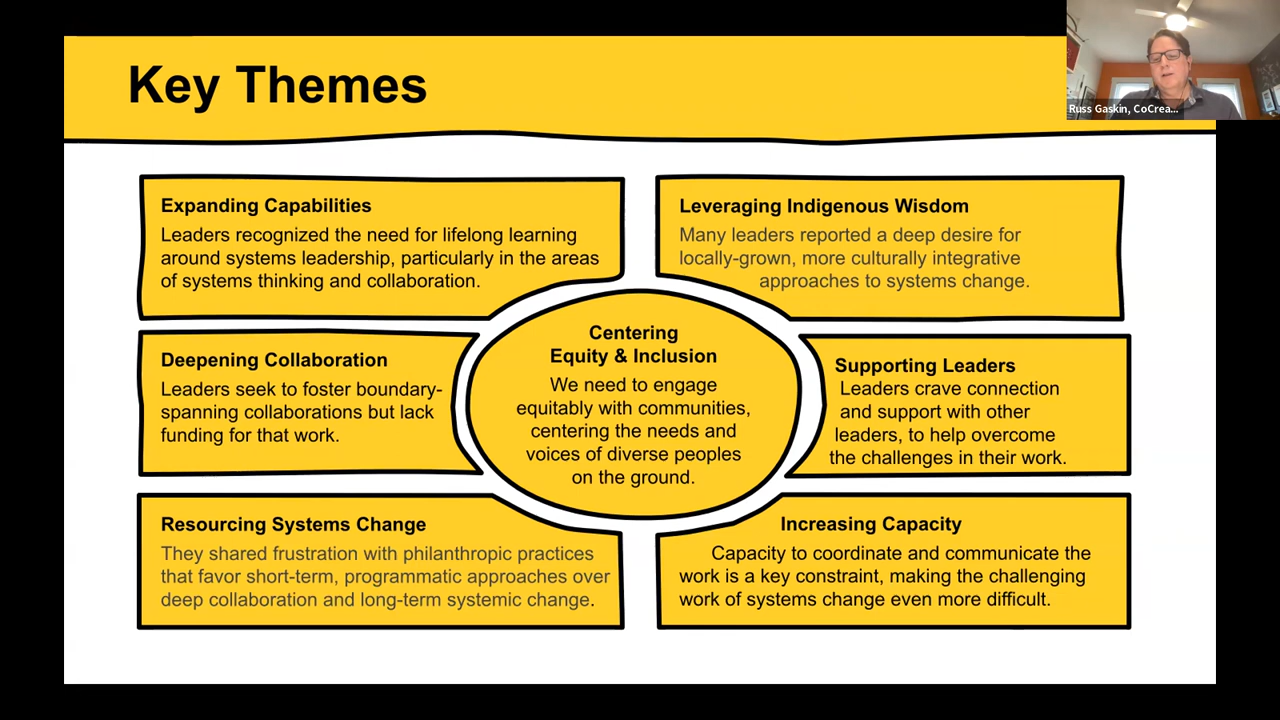 Key Themes
Russ Gaskin, CoCrea...
Expanding Capabilities
Leaders recognized the need for lifelong learning
around systems leadership, particularly in the areas
of systems thinking and collaboration.
Leveraging Indigenous Wisdom
Many leaders reported a deep desire for
locally-grown, more culturally integrative
approaches to systems change.
Deepening Collaboration
Leaders seek to foster boundary-
spanning collaborations but lack
funding for that work.
Centering
Equity & Inclusion
We need to engage
equitably with communities,
centering the needs and
voices of diverse peoples
on the ground.
Supporting Leaders
Leaders crave connection
and support with other
leaders, to help overcome
the challenges in their work.
Resourcing Systems Change
They shared frustration with philanthropic practices
that favor short-term, programmatic approaches over
deep collaboration and long-term systemic change.
Increasing Capacity
Capacity to coordinate and communicate the
work is a key constraint, making the challenging
work of systems change even more difficult.